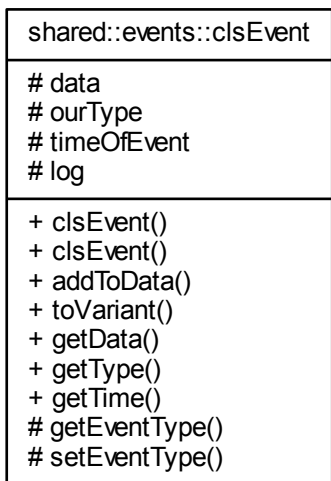 shared::events::clsEvent
# data
# ourType
# timeOfEvent
# log
+ clsEvent()
+ clsEvent()
+ addToData()
+ toVariant()
+ getData()
+ getType()
+ getTime()
# getEventType()
# setEventType()